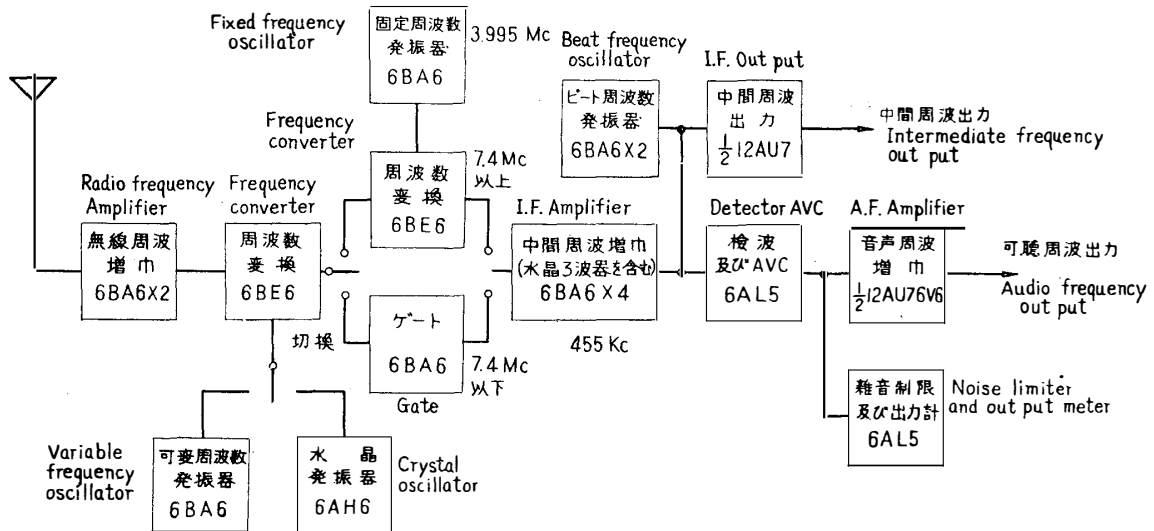 Fixed frequency
oscillator
固定周波数
発振器
6BA6
3.995 Mc
Beat frequency
oscillator
ビート周波数
発振器
6BA6X2
I.F. Out put
中間周波
出力
1/2 12AU7
中間周波出力
Intermediate frequency
out put
Frequency
converter
周波数
変換
6BE6
7.4 Mc
以上
Radio frequency
Amplifier
無線周波
増巾
6BA6X2
Frequency
converter
周波数
変換
6BE6
I.F. Amplifier
中間周波増巾
(水晶3波器を含む)
6BA6 X4
455 Kc
Detector AVC
検波
及びAVC
6AL5
A.F. Amplifier
音声周波
増巾
1/2 12AU76V6
可聴周波出力
Audio frequency
out put
切換
ゲート
6BA6
Gate
7.4 Mc
以下
雑音制限
及び出力計
6AL5
Noise limiter
and out put meter
Variable
frequency
oscillator
可変周波数
発振器
6BA6
水晶
発振器
6AH6
Crystal
oscillator